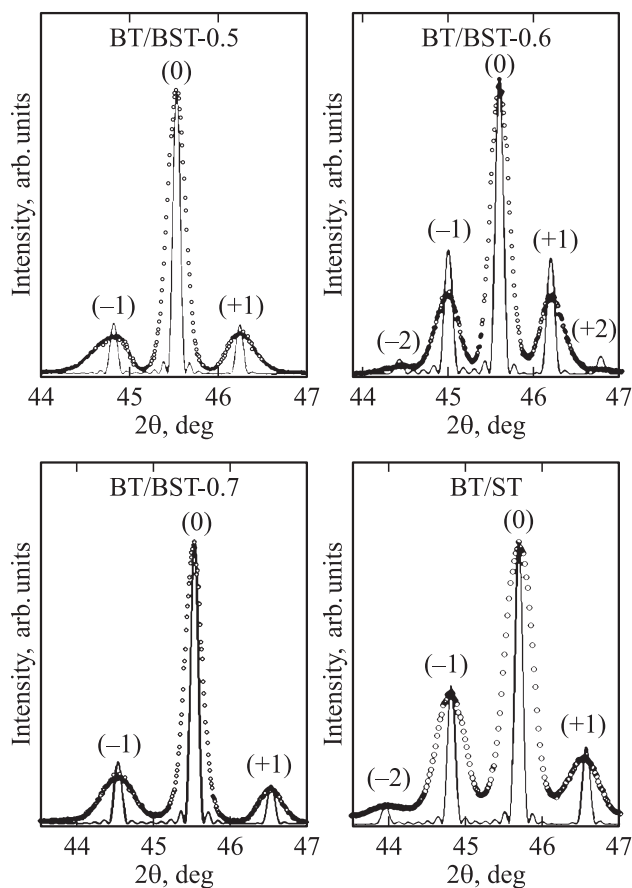 BT/BST-0.5
(0)
(–1)
(+1)
Intensity, arb. units
44 45 46 47
2θ, deg
BT/BST-0.6
(0)
(–1)
(+1)
(–2)
(+2)
Intensity, arb. units
44 45 46 47
2θ, deg
BT/BST-0.7
(0)
(–1)
(+1)
Intensity, arb. units
44 45 46 47
2θ, deg
BT/ST
(0)
(–1)
(+1)
(–2)
Intensity, arb. units
44 45 46 47
2θ, deg